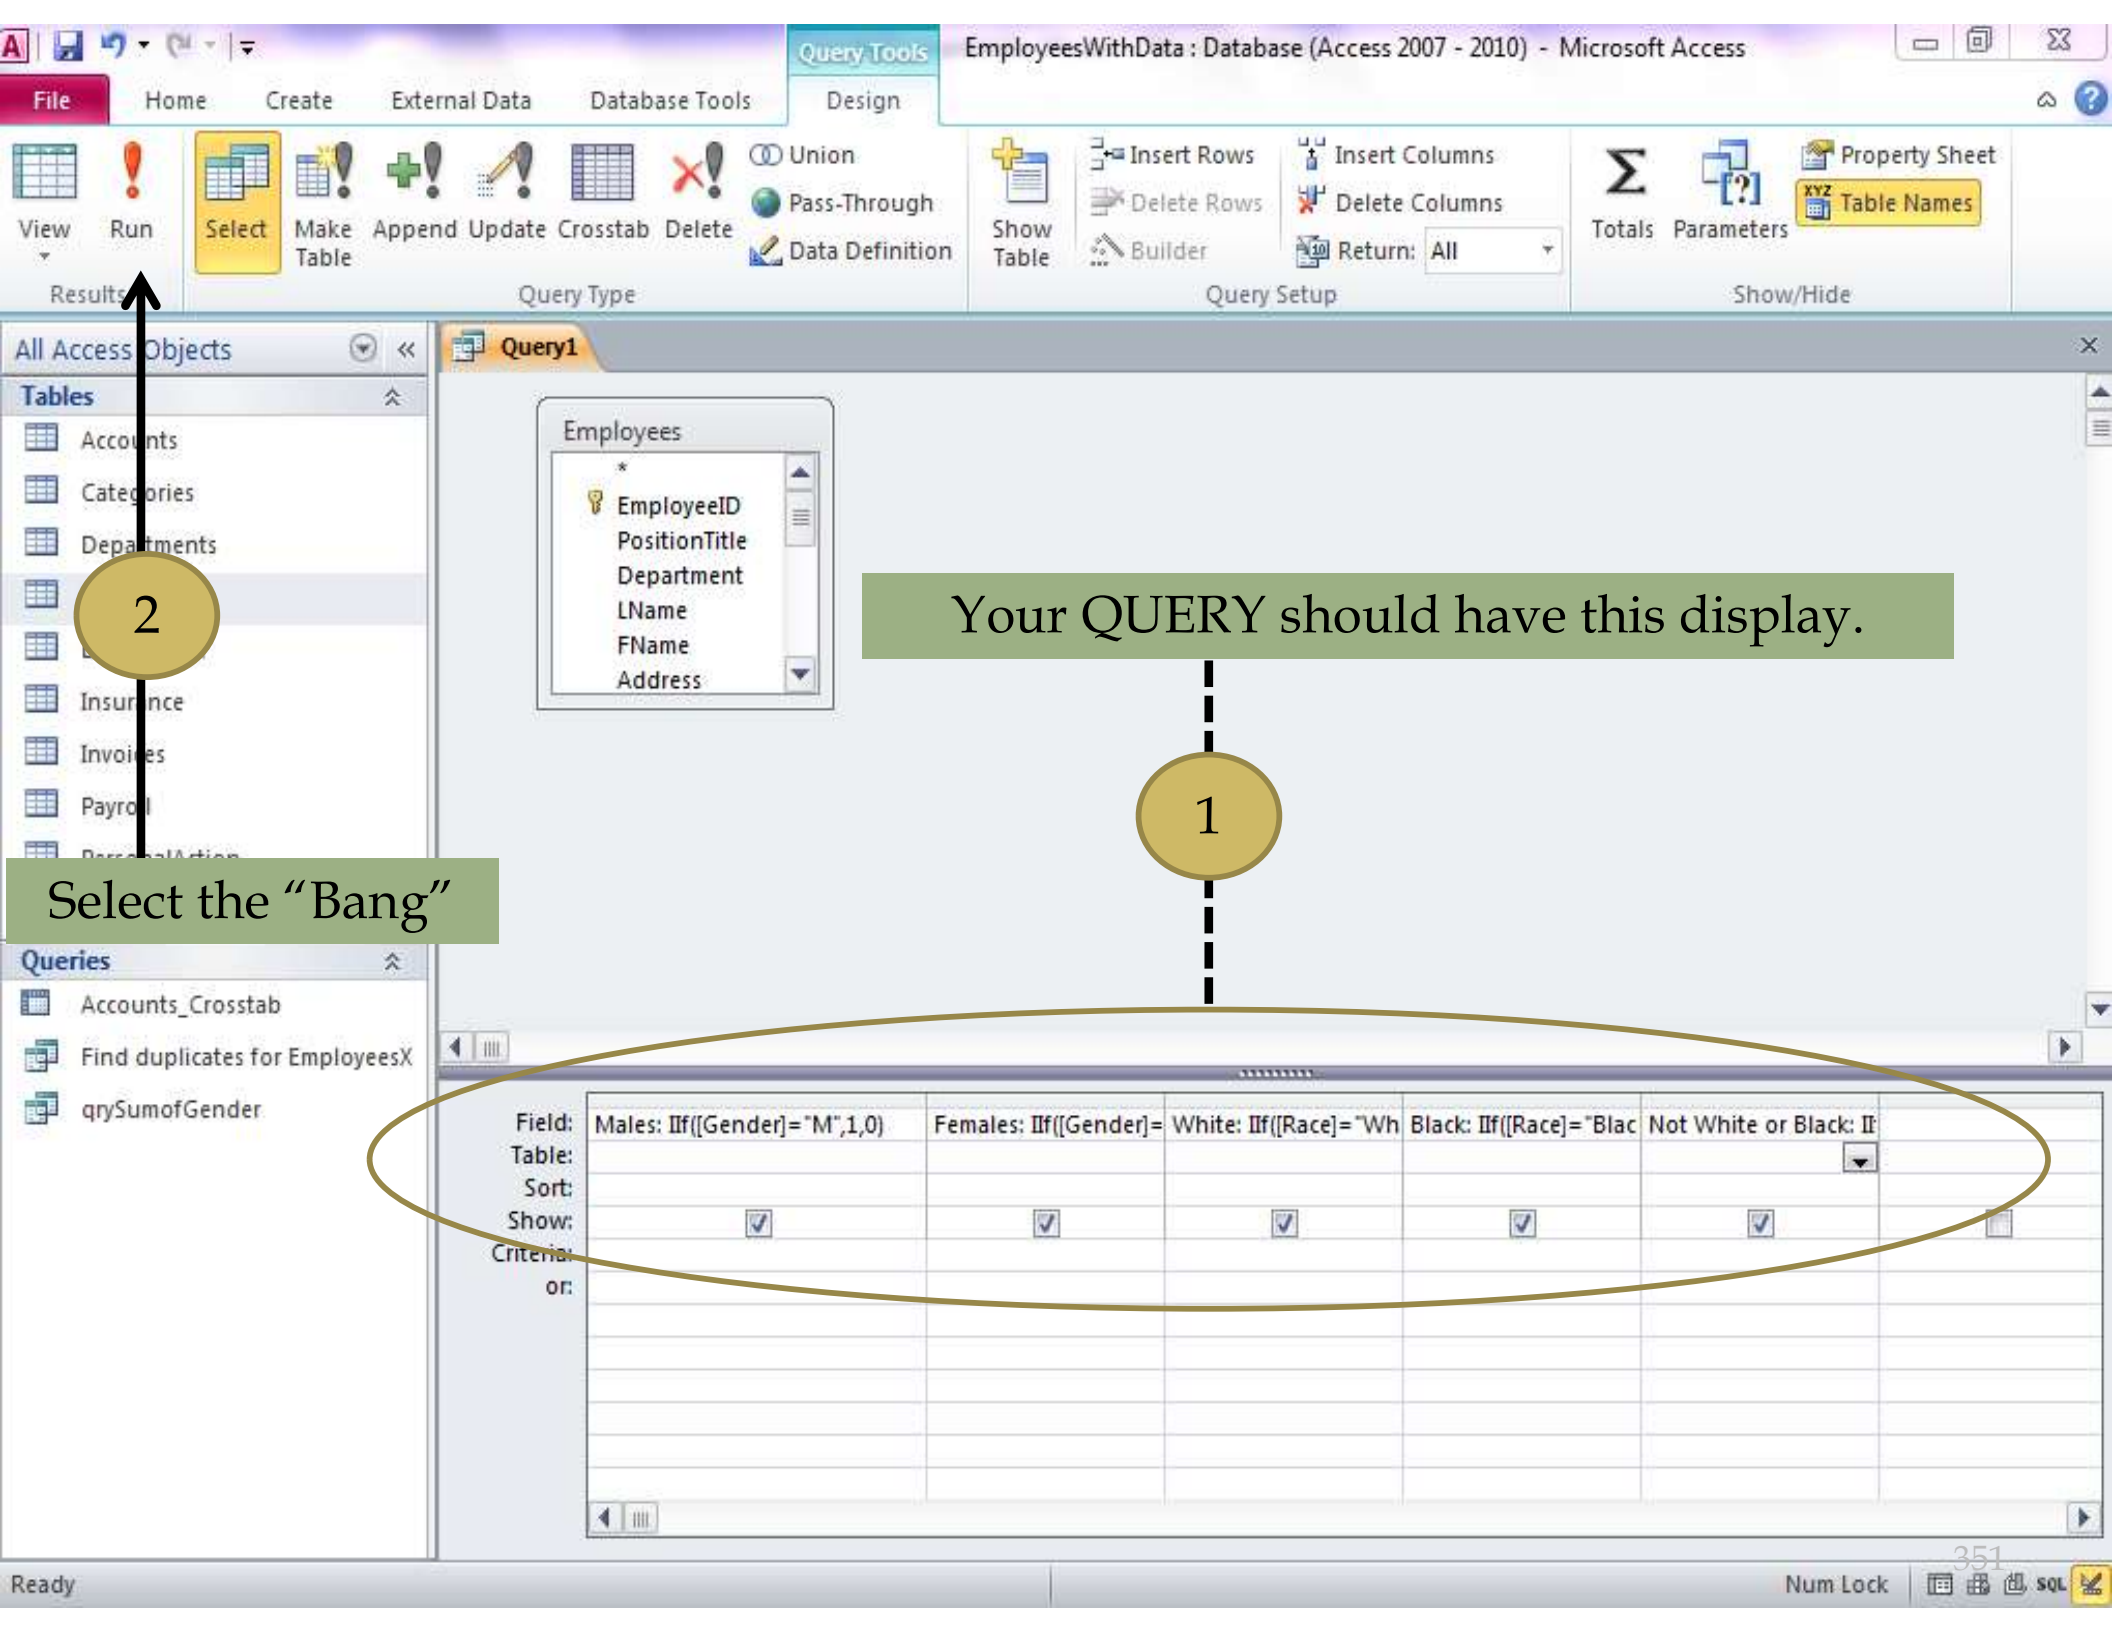 A
Query Tools
EmployeesWithData : Database (Access 2007 - 2010) - Microsoft Access
File Home Create External Data Database Tools Design
View
Run
Select
Make Table
Append Update Crosstab Delete
Union
Pass-Through
Data Definition
Show Table
Insert Rows
Delete Rows
Builder
Insert Columns
Delete Columns
Return: All
Totals
Parameters
Property Sheet
XYZ Table Names
Results
Query Type
Query Setup
Show/Hide
All Access Objects
Query1
Tables
Accounts
Categories
Departments
2
Insurance
Invoices
Payroll
PersonalAction
Select the “Bang”
Queries
Accounts_Crosstab
Find duplicates for EmployeesX
qrySumofGender
Employees
*
EmployeeID
PositionTitle
Department
LName
FName
Address
Your QUERY should have this display.
1
Field: Males: IIf([Gender]="M",1,0) Females: IIf([Gender]= White: IIf([Race]="Wh Black: IIf([Race]="Blac Not White or Black: IIf
Table:
Sort:
Show:
Criteria:
or:
351
Ready
Num Lock
SQL